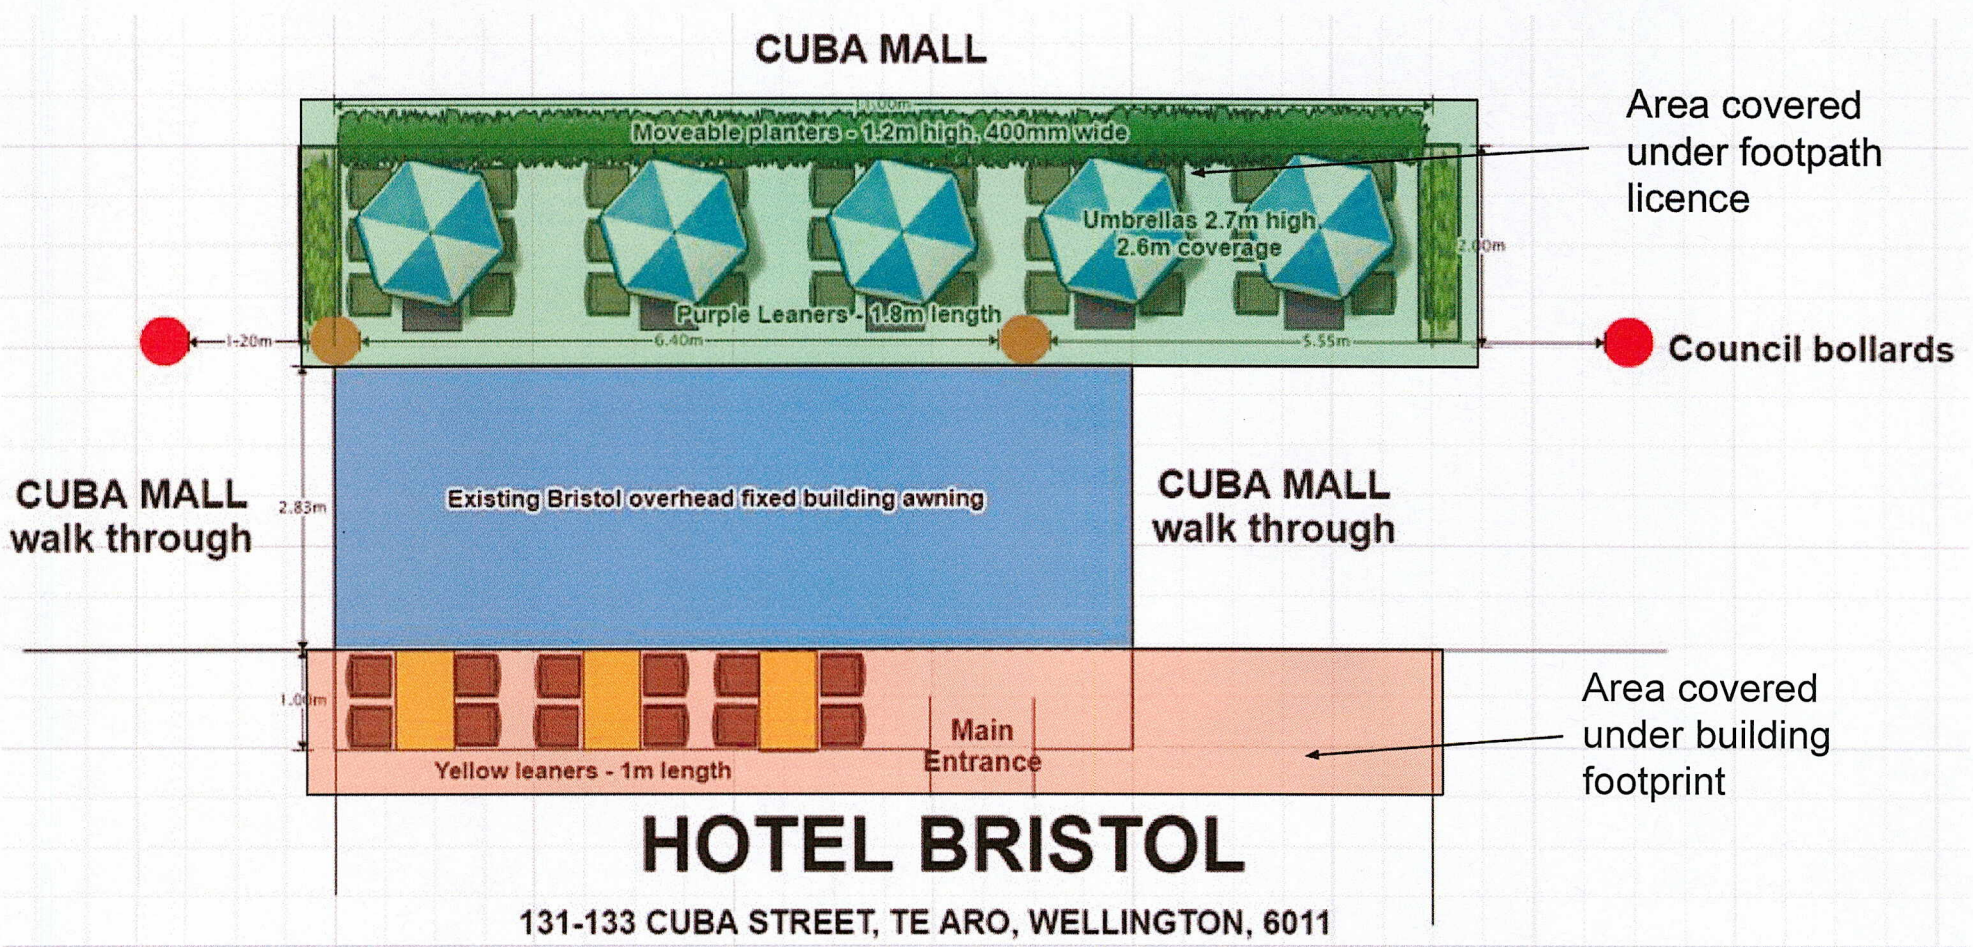 CUBA MALL
11.00m
Moveable planters - 1.2m high, 400mm wide
Area covered
under footpath
licence
Umbrellas 2.7m high,
2.6m coverage
2.00m
Purple Leaners - 1.8m length
1.20m
6.40m
5.55m
Council bollards
CUBA MALL
walk through
2.83m
Existing Bristol overhead fixed building awning
CUBA MALL
walk through
1.00m
Main
Entrance
Yellow leaners - 1m length
Area covered
under building
footprint
HOTEL BRISTOL
131-133 CUBA STREET, TE ARO, WELLINGTON, 6011